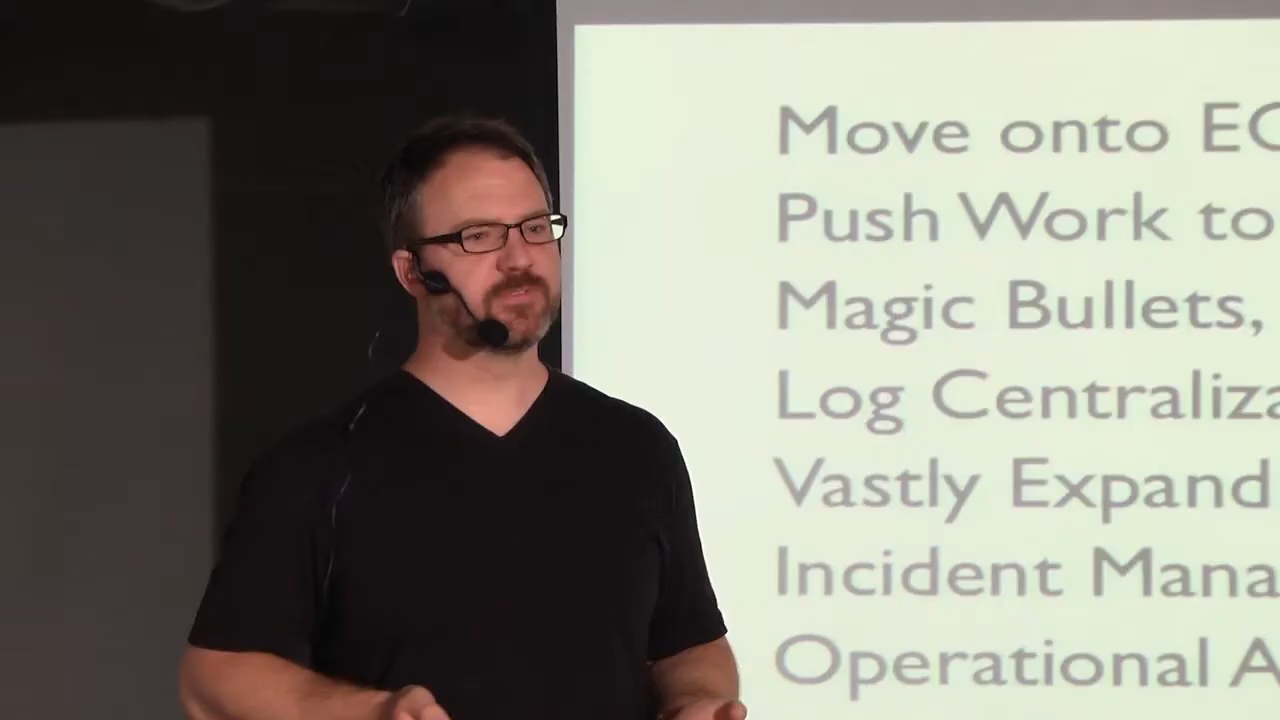 Move onto EC
Push Work to
Magic Bullets,
Log Centraliza
Vastly Expand
Incident Mana
Operational A